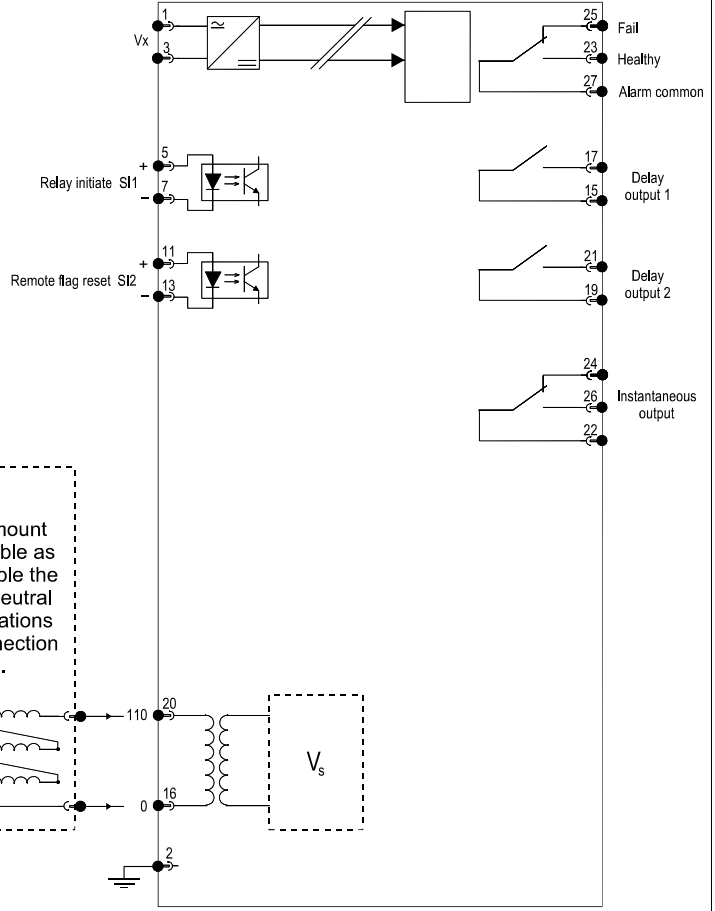 1
Vx
3
25
Fail
23
Healthy
27
Alarm common
5
+
Relay initiate SI1
7
–
17
Delay
output 1
15
11
+
Remote flag reset SI2
13
–
21
Delay
output 2
19
24
26
Instantaneous
output
22
mount
ble as
ble the
eutral
ations
nection
.
110
20
Vs
0
16
2